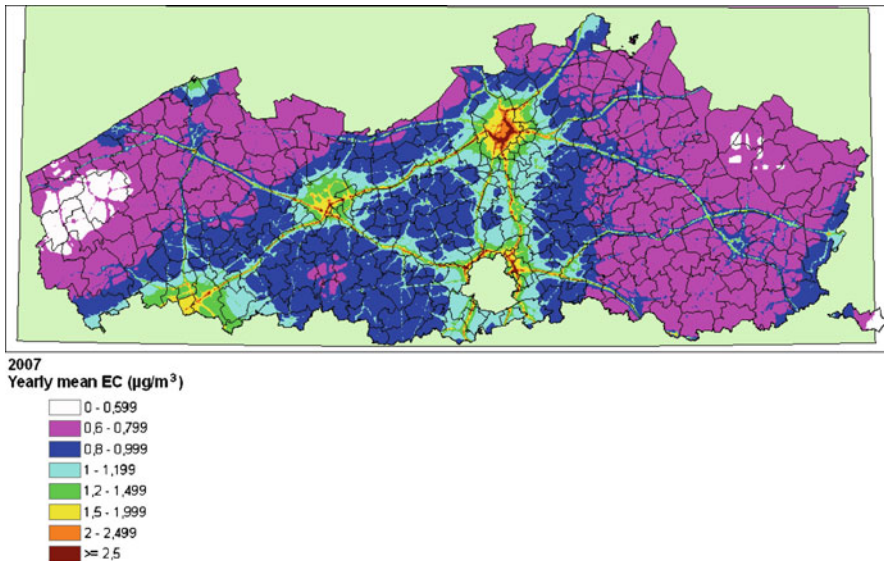 2007
Yearly mean EC (µg/m³)
0 - 0,599
0,6 - 0,799
0,8 - 0,999
1 - 1,199
1,2 - 1,499
1,5 - 1,999
2 - 2,499
>= 2,5